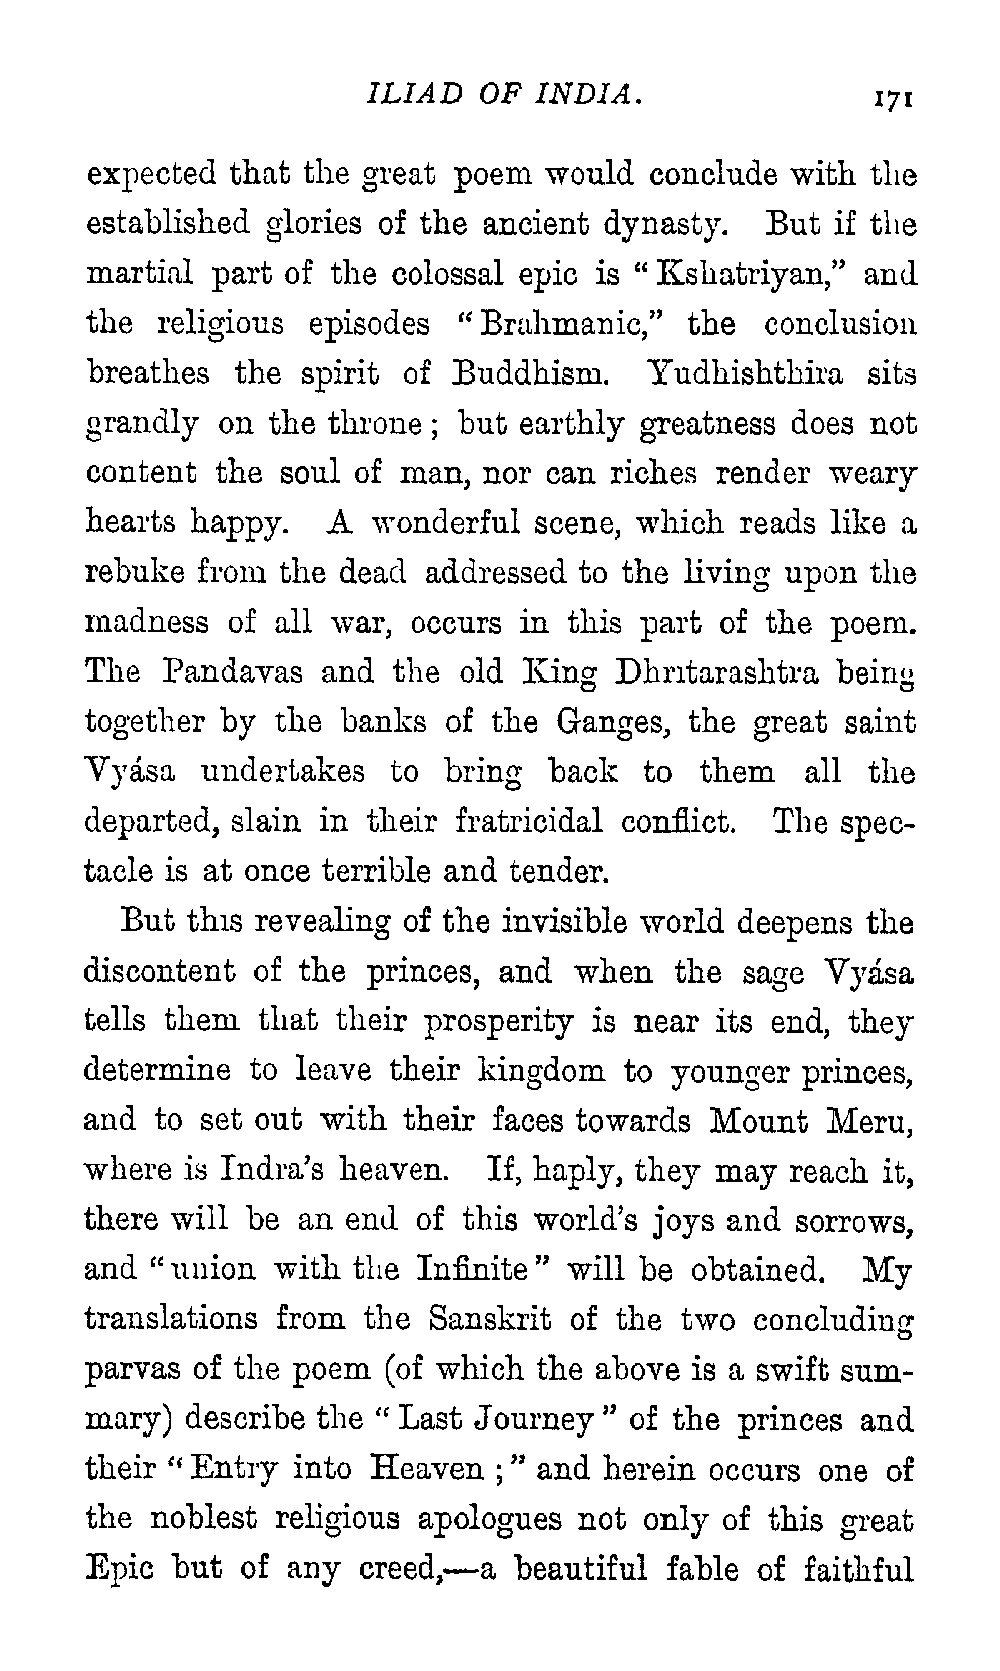 ILIAD OF INDIA. 171
expected that the great poem would conclude with the
established glories of the ancient dynasty. But if the
martial part of the colossal epic is “Kshatriyan,” and
the religious episodes “Brahmanic,” the conclusion
breathes the spirit of Buddhism. Yudhishthira sits
grandly on the throne; but earthly greatness does not
content the soul of man, nor can riches render weary
hearts happy. A wonderful scene, which reads like a
rebuke from the dead addressed to the living upon the
madness of all war, occurs in this part of the poem.
The Pandavas and the old King Dhritarashtra being
together by the banks of the Ganges, the great saint
Vyása undertakes to bring back to them all the
departed, slain in their fratricidal conflict. The spec-
tacle is at once terrible and tender.
But this revealing of the invisible world deepens the
discontent of the princes, and when the sage Vyása
tells them that their prosperity is near its end, they
determine to leave their kingdom to younger princes,
and to set out with their faces towards Mount Meru,
where is Indra’s heaven. If, haply, they may reach it,
there will be an end of this world’s joys and sorrows,
and “union with the Infinite” will be obtained. My
translations from the Sanskrit of the two concluding
parvas of the poem (of which the above is a swift sum-
mary) describe the “Last Journey” of the princes and
their “Entry into Heaven;” and herein occurs one of
the noblest religious apologues not only of this great
Epic but of any creed,—a beautiful fable of faithful